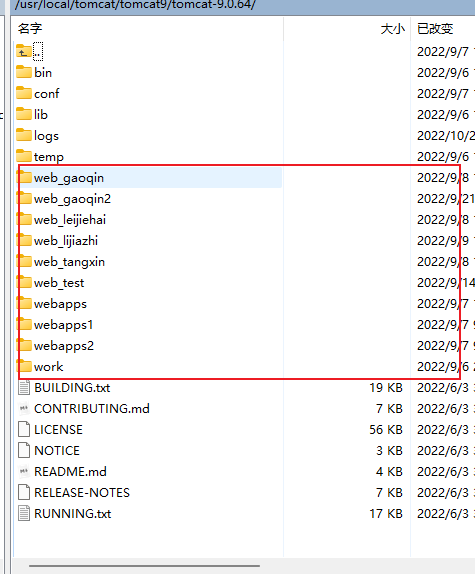 /usr/local/tomcat/tomcat9/tomcat-9.0.64/
名字 大小 已改变
.. 2022/9/7
bin 2022/9/6
conf 2022/9/7
lib 2022/9/6
logs 2022/10/2
temp 2022/9/6
web_gaoqin 2022/9/8
web_gaoqin2 2022/9/21
web_leijiehai 2022/9/8
web_lijiazhi 2022/9/9
web_tangxin 2022/9/8
web_test 2022/9/14
webapps 2022/9/7
webapps1 2022/9/7 9
webapps2 2022/9/7 9
work 2022/9/6 2
BUILDING.txt 19 KB 2022/6/3
CONTRIBUTING.md 7 KB 2022/6/3
LICENSE 56 KB 2022/6/3
NOTICE 3 KB 2022/6/3
README.md 4 KB 2022/6/3
RELEASE-NOTES 7 KB 2022/6/3
RUNNING.txt 17 KB 2022/6/3